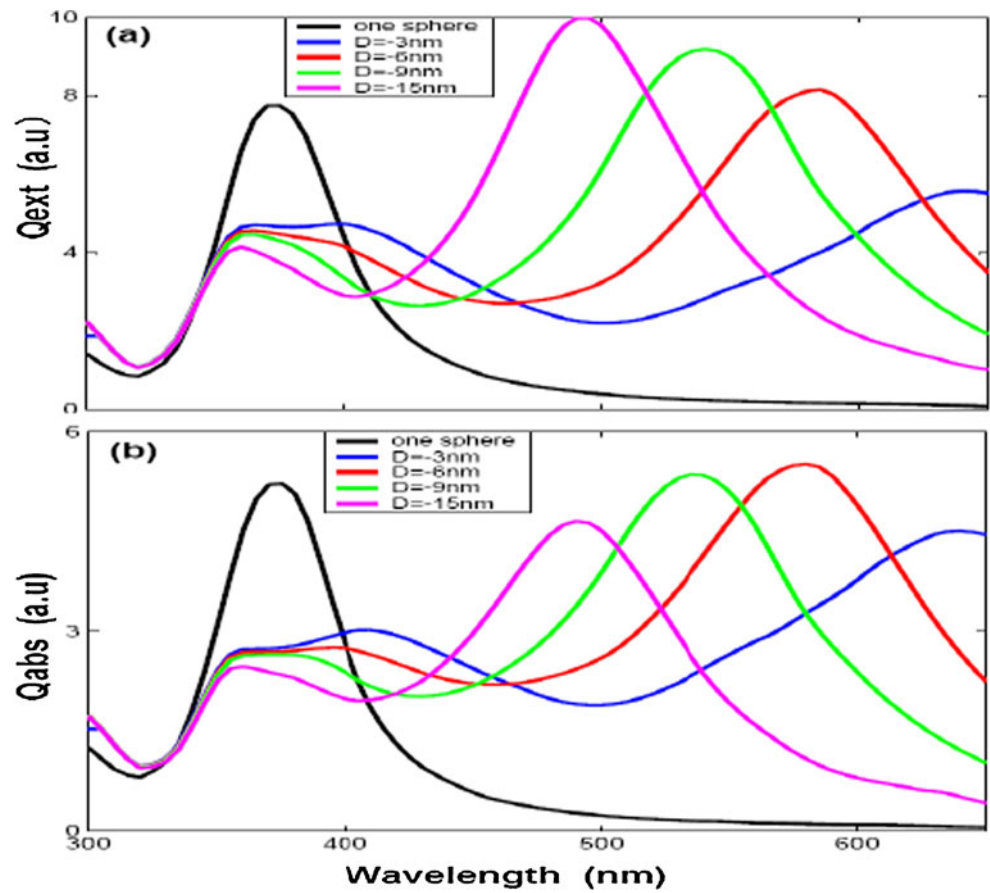 (a)
one sphere
D=-3nm
D=-6nm
D=-9nm
D=-15nm
10
8
4
0
Qext (a.u)
(b)
one sphere
D=-3nm
D=-6nm
D=-9nm
D=-15nm
6
3
0
Qabs (a.u)
300
400
500
600
Wavelength (nm)